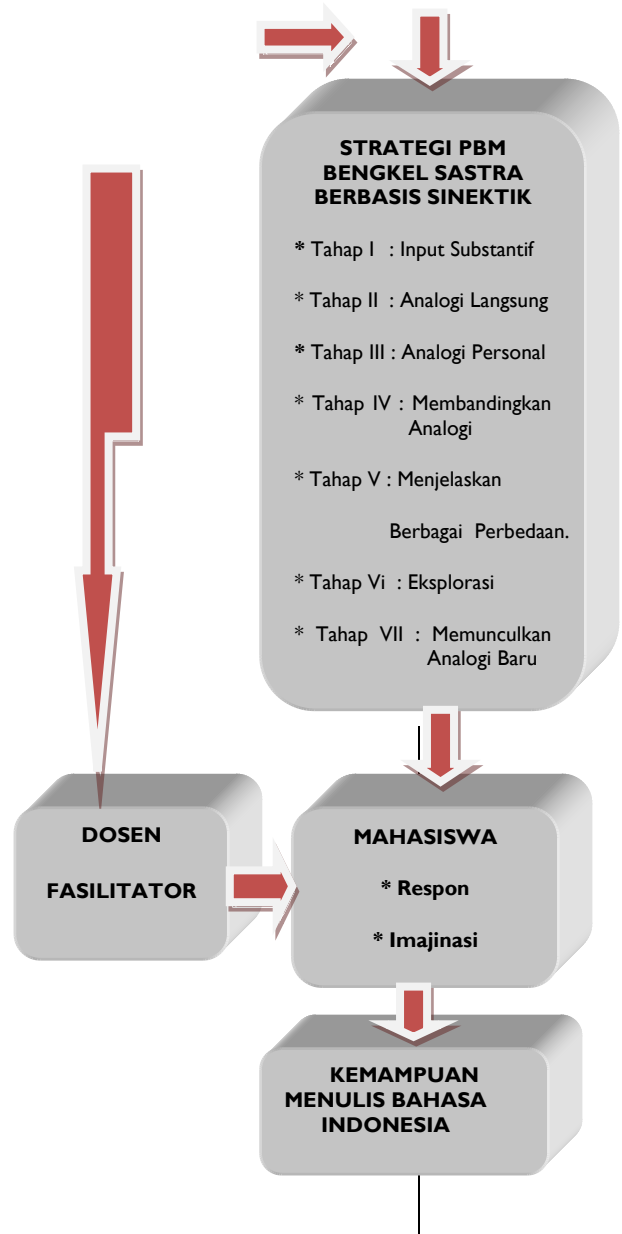 STRATEGI PBM
BENGKEL SASTRA
BERBASIS SINEKTIK
* Tahap I : Input Substantif
* Tahap II : Analogi Langsung
* Tahap III : Analogi Personal
* Tahap IV : Membandingkan
Analogi
* Tahap V : Menjelaskan
Berbagai Perbedaan.
* Tahap Vi : Eksplorasi
* Tahap VII : Memunculkan
Analogi Baru
DOSEN
FASILITATOR
MAHASISWA
* Respon
* Imajinasi
KEMAMPUAN
MENULIS BAHASA
INDONESIA